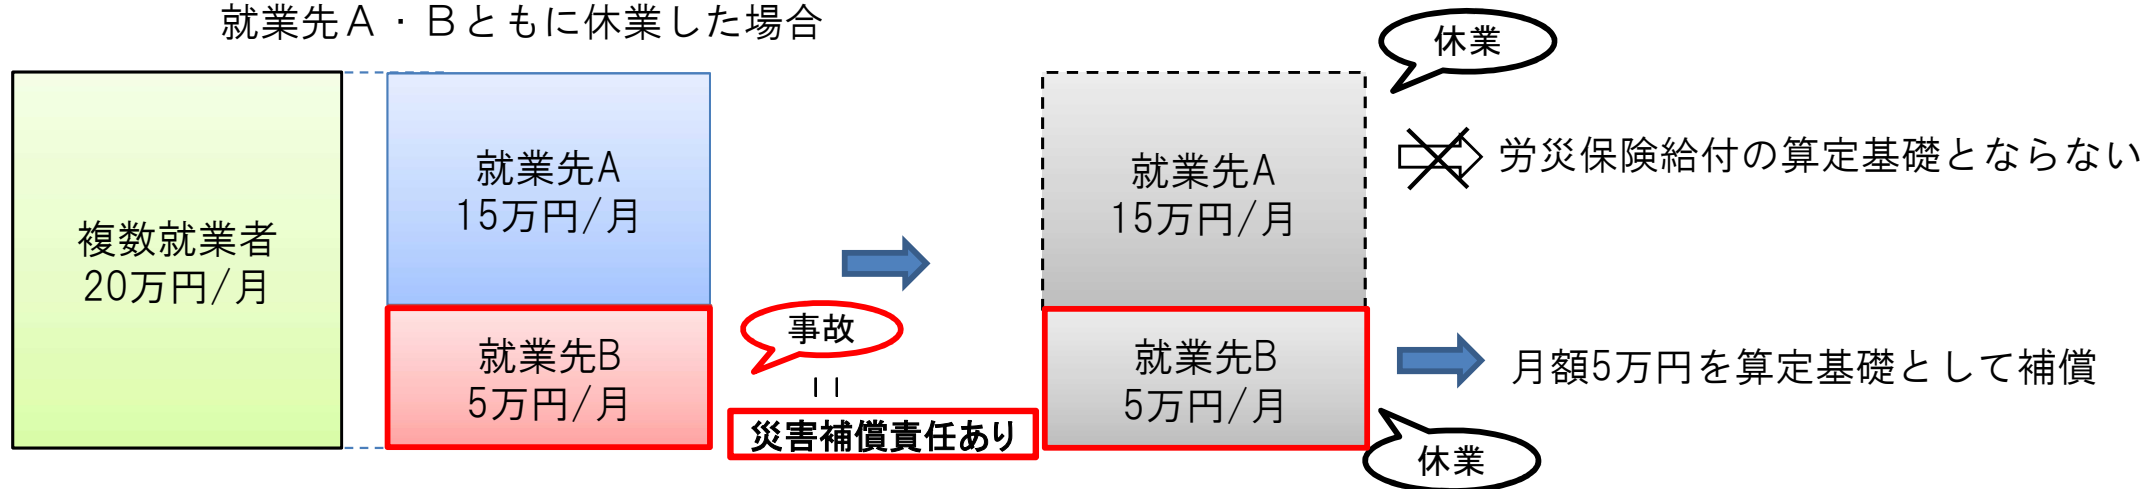 就業先A・Bともに休業した場合
複数就業者
20万円/月
就業先A
15万円/月
就業先B
5万円/月
事故
=
災害補償責任あり
就業先A
15万円/月
就業先B
5万円/月
休業
労災保険給付の算定基礎とならない
月額5万円を算定基礎として補償
休業